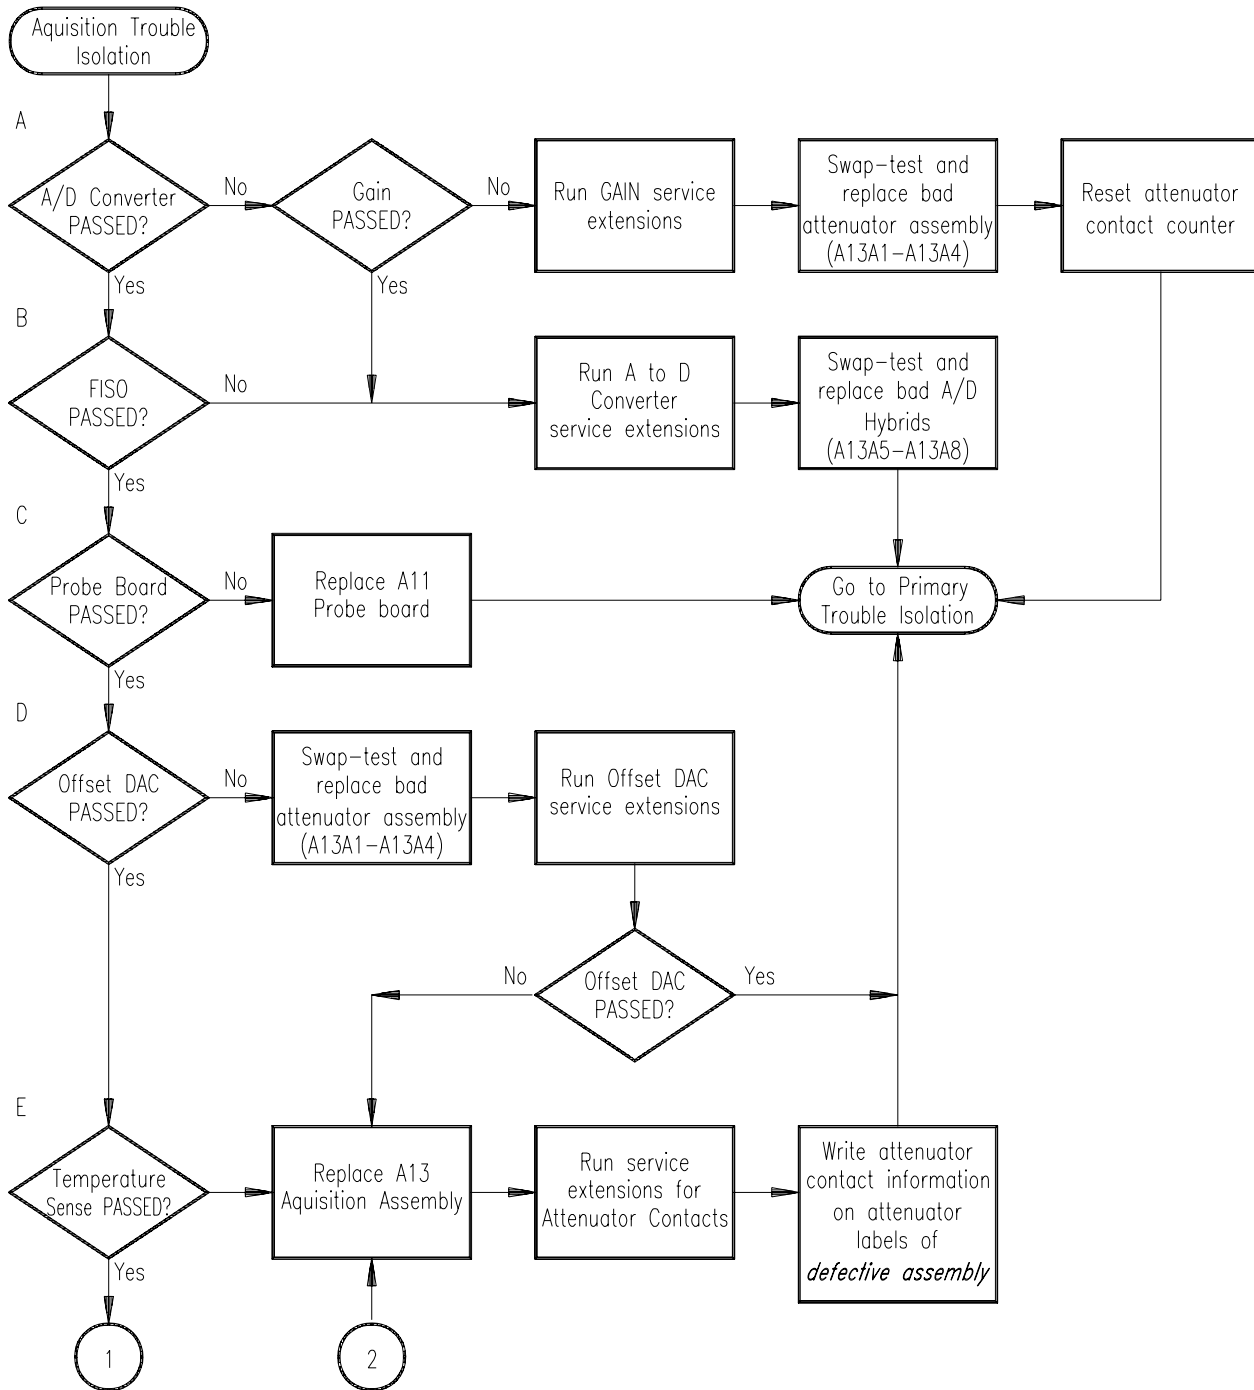 Aquisition Trouble
Isolation
A
A/D Converter
PASSED?
No
Yes
Gain
PASSED?
No
Yes
Run GAIN service
extensions
Swap-test and
replace bad
attenuator assembly
(A13A1-A13A4)
Reset attenuator
contact counter
B
FISO
PASSED?
No
Yes
Run A to D
Converter
service extensions
Swap-test and
replace bad A/D
Hybrids
(A13A5-A13A8)
C
Probe Board
PASSED?
No
Yes
Replace A11
Probe board
Go to Primary
Trouble Isolation
D
Offset DAC
PASSED?
No
Yes
Swap-test and
replace bad
attenuator assembly
(A13A1-A13A4)
Run Offset DAC
service extensions
No
Offset DAC
PASSED?
Yes
E
Temperature
Sense PASSED?
Yes
Replace A13
Aquisition Assembly
Run service
extensions for
Attenuator Contacts
Write attenuator
contact information
on attenuator
labels of
defective assembly
1
2